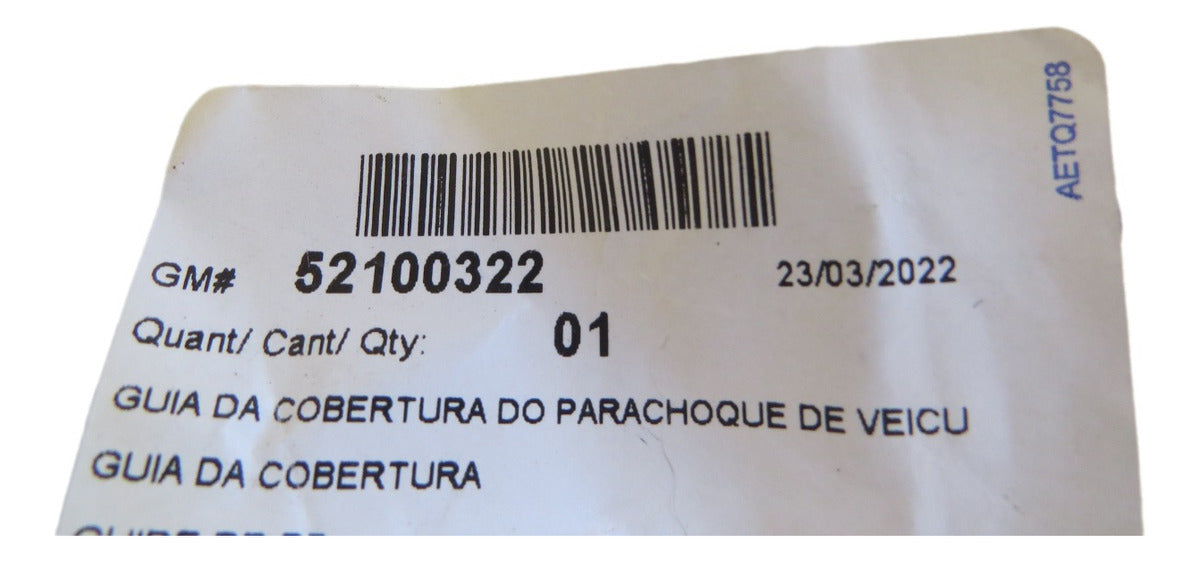 AETQ7758
GM# 52100322 23/03/2022
Quant/ Cant/ Qty: 01
GUIA DA COBERTURA DO PARACHOQUE DE VEICU
GUIA DA COBERTURA